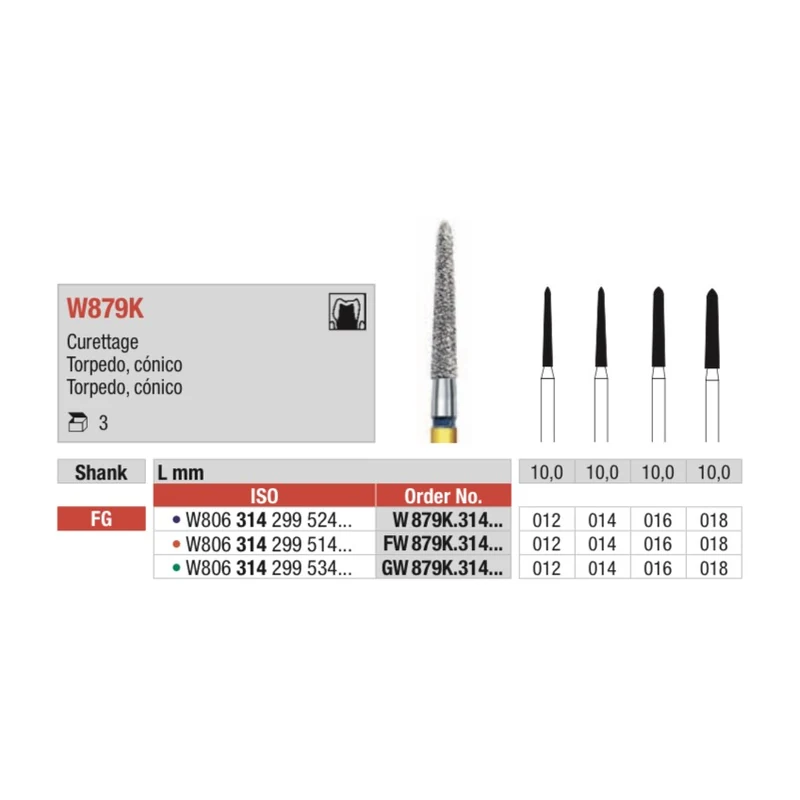 W879K
Curettage
Torpedo, cónico
Torpedo, cónico
3
Shank L mm 10,0 10,0 10,0 10,0
ISO Order No.
FG • W806 314 299 524... W 879K.314... 012 014 016 018
• W806 314 299 514... FW 879K.314... 012 014 016 018
• W806 314 299 534... GW 879K.314... 012 014 016 018